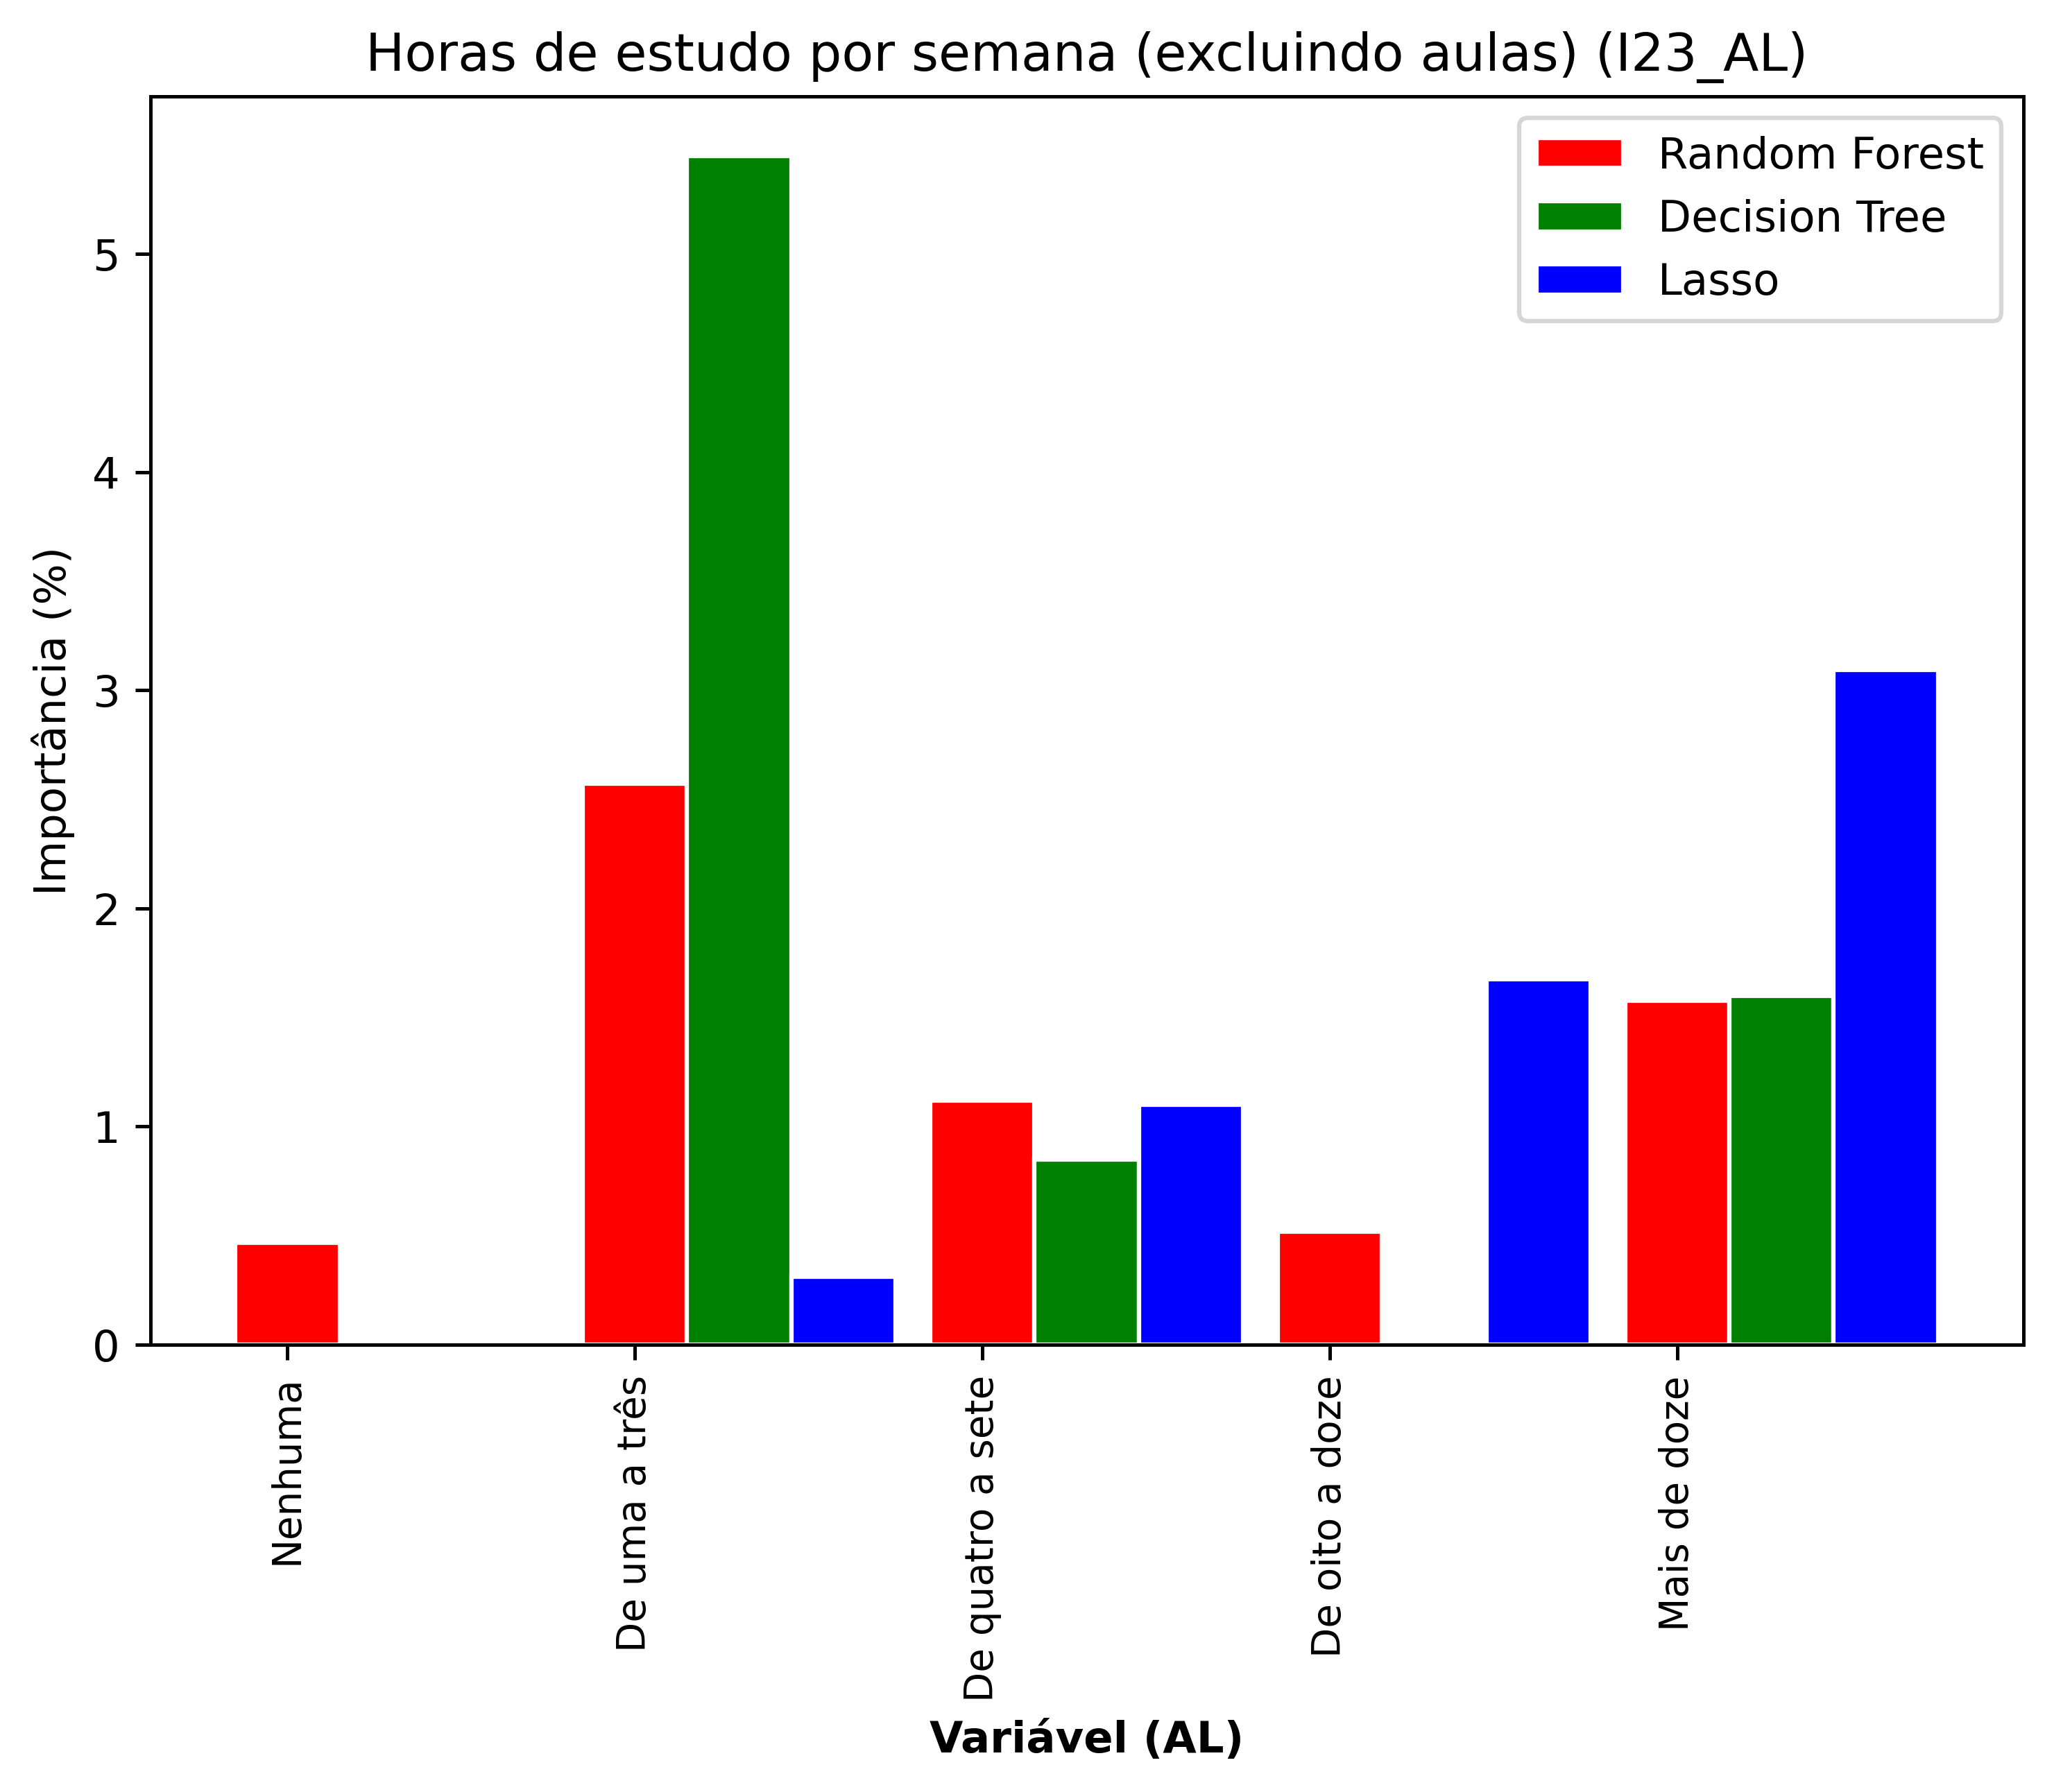 Horas de estudo por semana (excluindo aulas) (I23_AL)
Random Forest
Decision Tree
Lasso
Importância (%)
5
4
3
2
1
0
Nenhuma
De uma a três
De quatro a sete
De oito a doze
Mais de doze
Variável (AL)